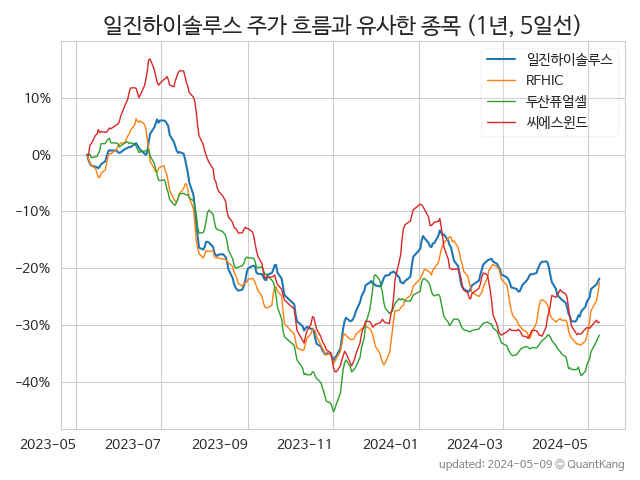 일진하이솔루스 주가 흐름과 유사한 종목 (1년, 5일선)
일진하이솔루스
RFHIC
두산퓨얼셀
씨에스윈드
10%
0%
−10%
−20%
−30%
−40%
2023-05 2023-07 2023-09 2023-11 2024-01 2024-03 2024-05
updated: 2024-05-09 © QuantKang